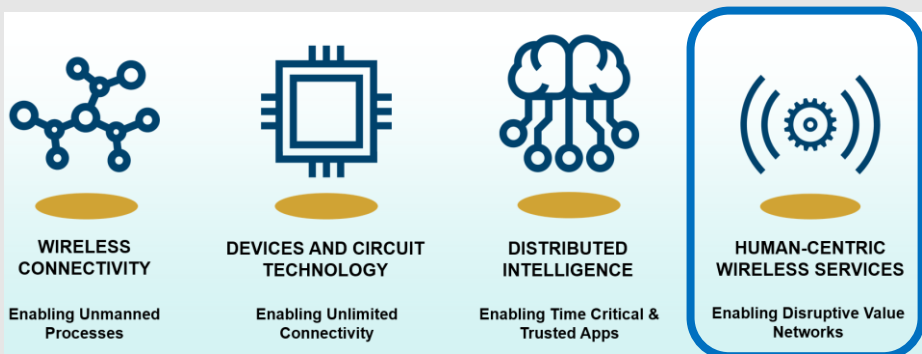 WIRELESS
CONNECTIVITY
Enabling Unmanned
Processes
DEVICES AND CIRCUIT
TECHNOLOGY
Enabling Unlimited
Connectivity
DISTRIBUTED
INTELLIGENCE
Enabling Time Critical &
Trusted Apps
HUMAN-CENTRIC
WIRELESS SERVICES
Enabling Disruptive Value
Networks